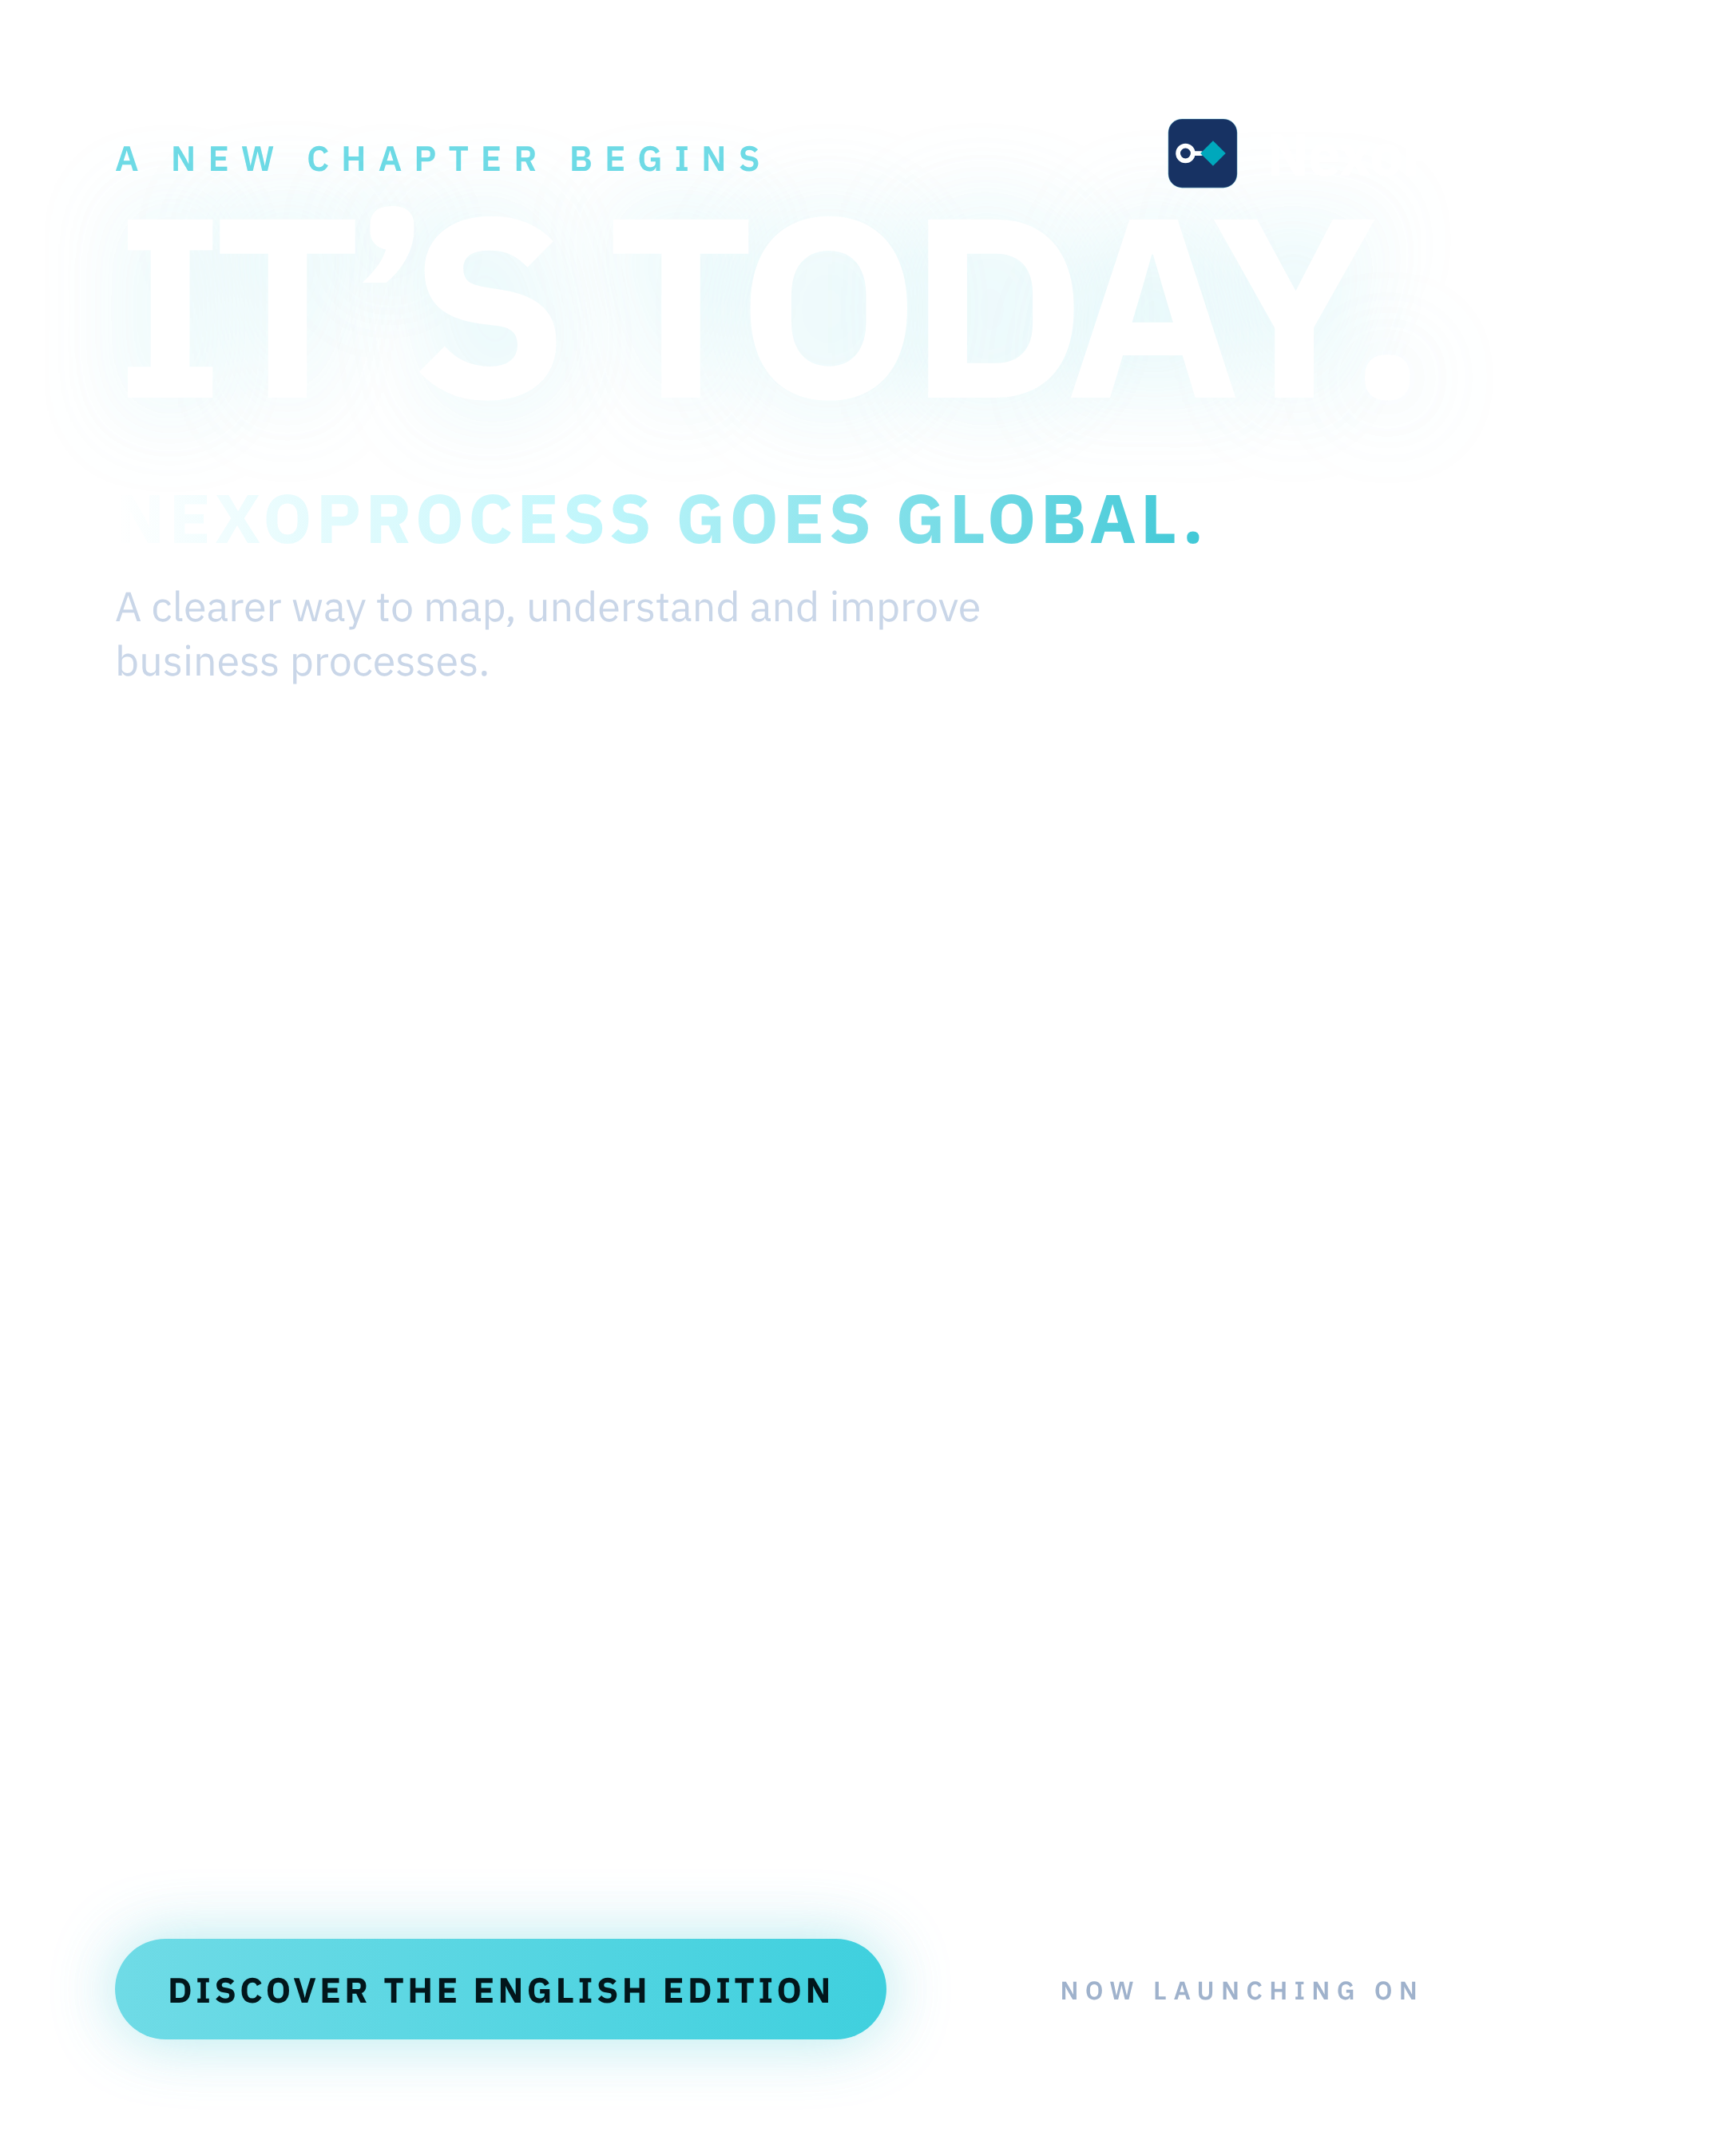 A NEW CHAPTER BEGINS
IT’S TODAY.
NEXOPROCESS GOES GLOBAL.
A clearer way to map, understand and improve
business processes.
DISCOVER THE ENGLISH EDITION
NOW LAUNCHING ON